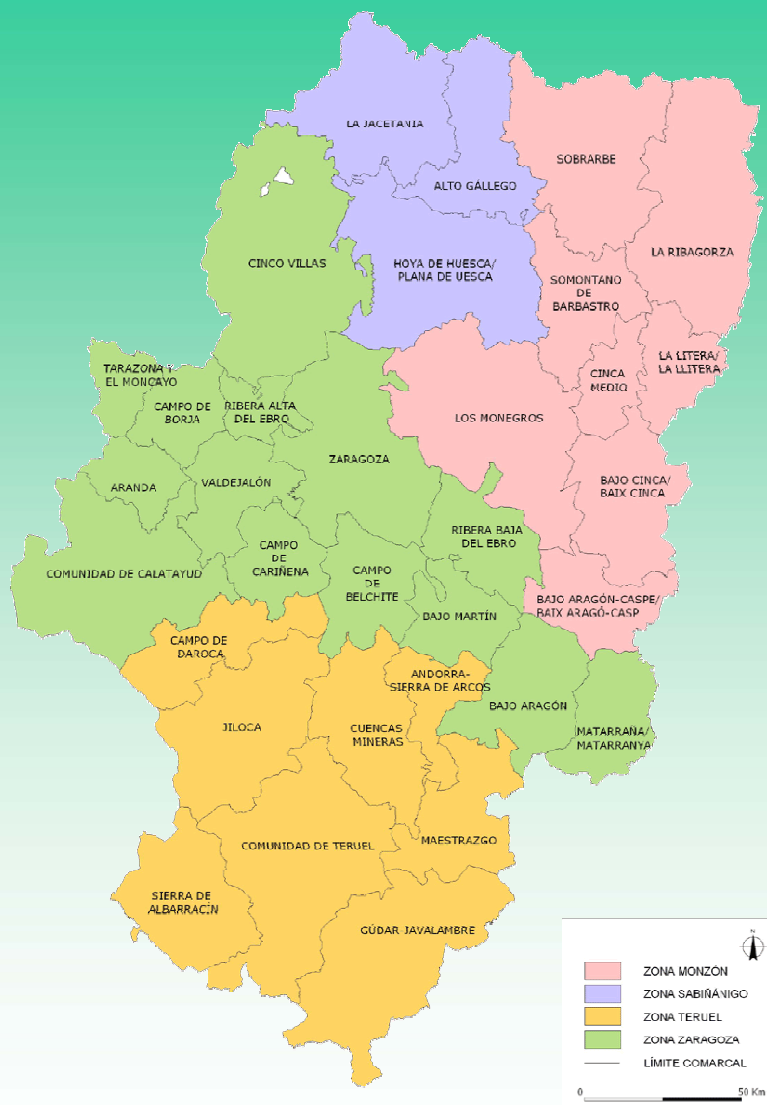 LA JACETANIA
ALTO GÁLLEGO
SOBRARBE
LA RIBAGORZA
CINCO VILLAS
HOYA DE HUESCA/
PLANA DE UESCA
SOMONTANO
DE
BARBASTRO
TARAZONA Y
EL MONCAYO
CAMPO DE
BORJA
RIBERA ALTA
DEL EBRO
CINCA
MEDIO
LA LITERA/
LA LLITERA
LOS MONEGROS
ARANDA
VALDEJALÓN
ZARAGOZA
BAJO CINCA/
BAIX CINCA
RIBERA BAJA
DEL EBRO
COMUNIDAD DE CALATAYUD
CAMPO
DE
CARIÑENA
CAMPO
DE
BELCHITE
BAJO MARTÍN
BAJO ARAGÓN-CASPE/
BAIX ARAGÓ-CASP
CAMPO DE
DAROCA
ANDORRA-
SIERRA DE ARCOS
BAJO ARAGÓN
JILOCA
CUENCAS
MINERAS
MATARRAÑA/
MATARRANYA
COMUNIDAD DE TERUEL
MAESTRAZGO
SIERRA DE
ALBARRACÍN
GÚDAR-JAVALAMBRE
N
ZONA MONZÓN
ZONA SABIÑÁNIGO
ZONA TERUEL
ZONA ZARAGOZA
LÍMITE COMARCAL
0 50 Km